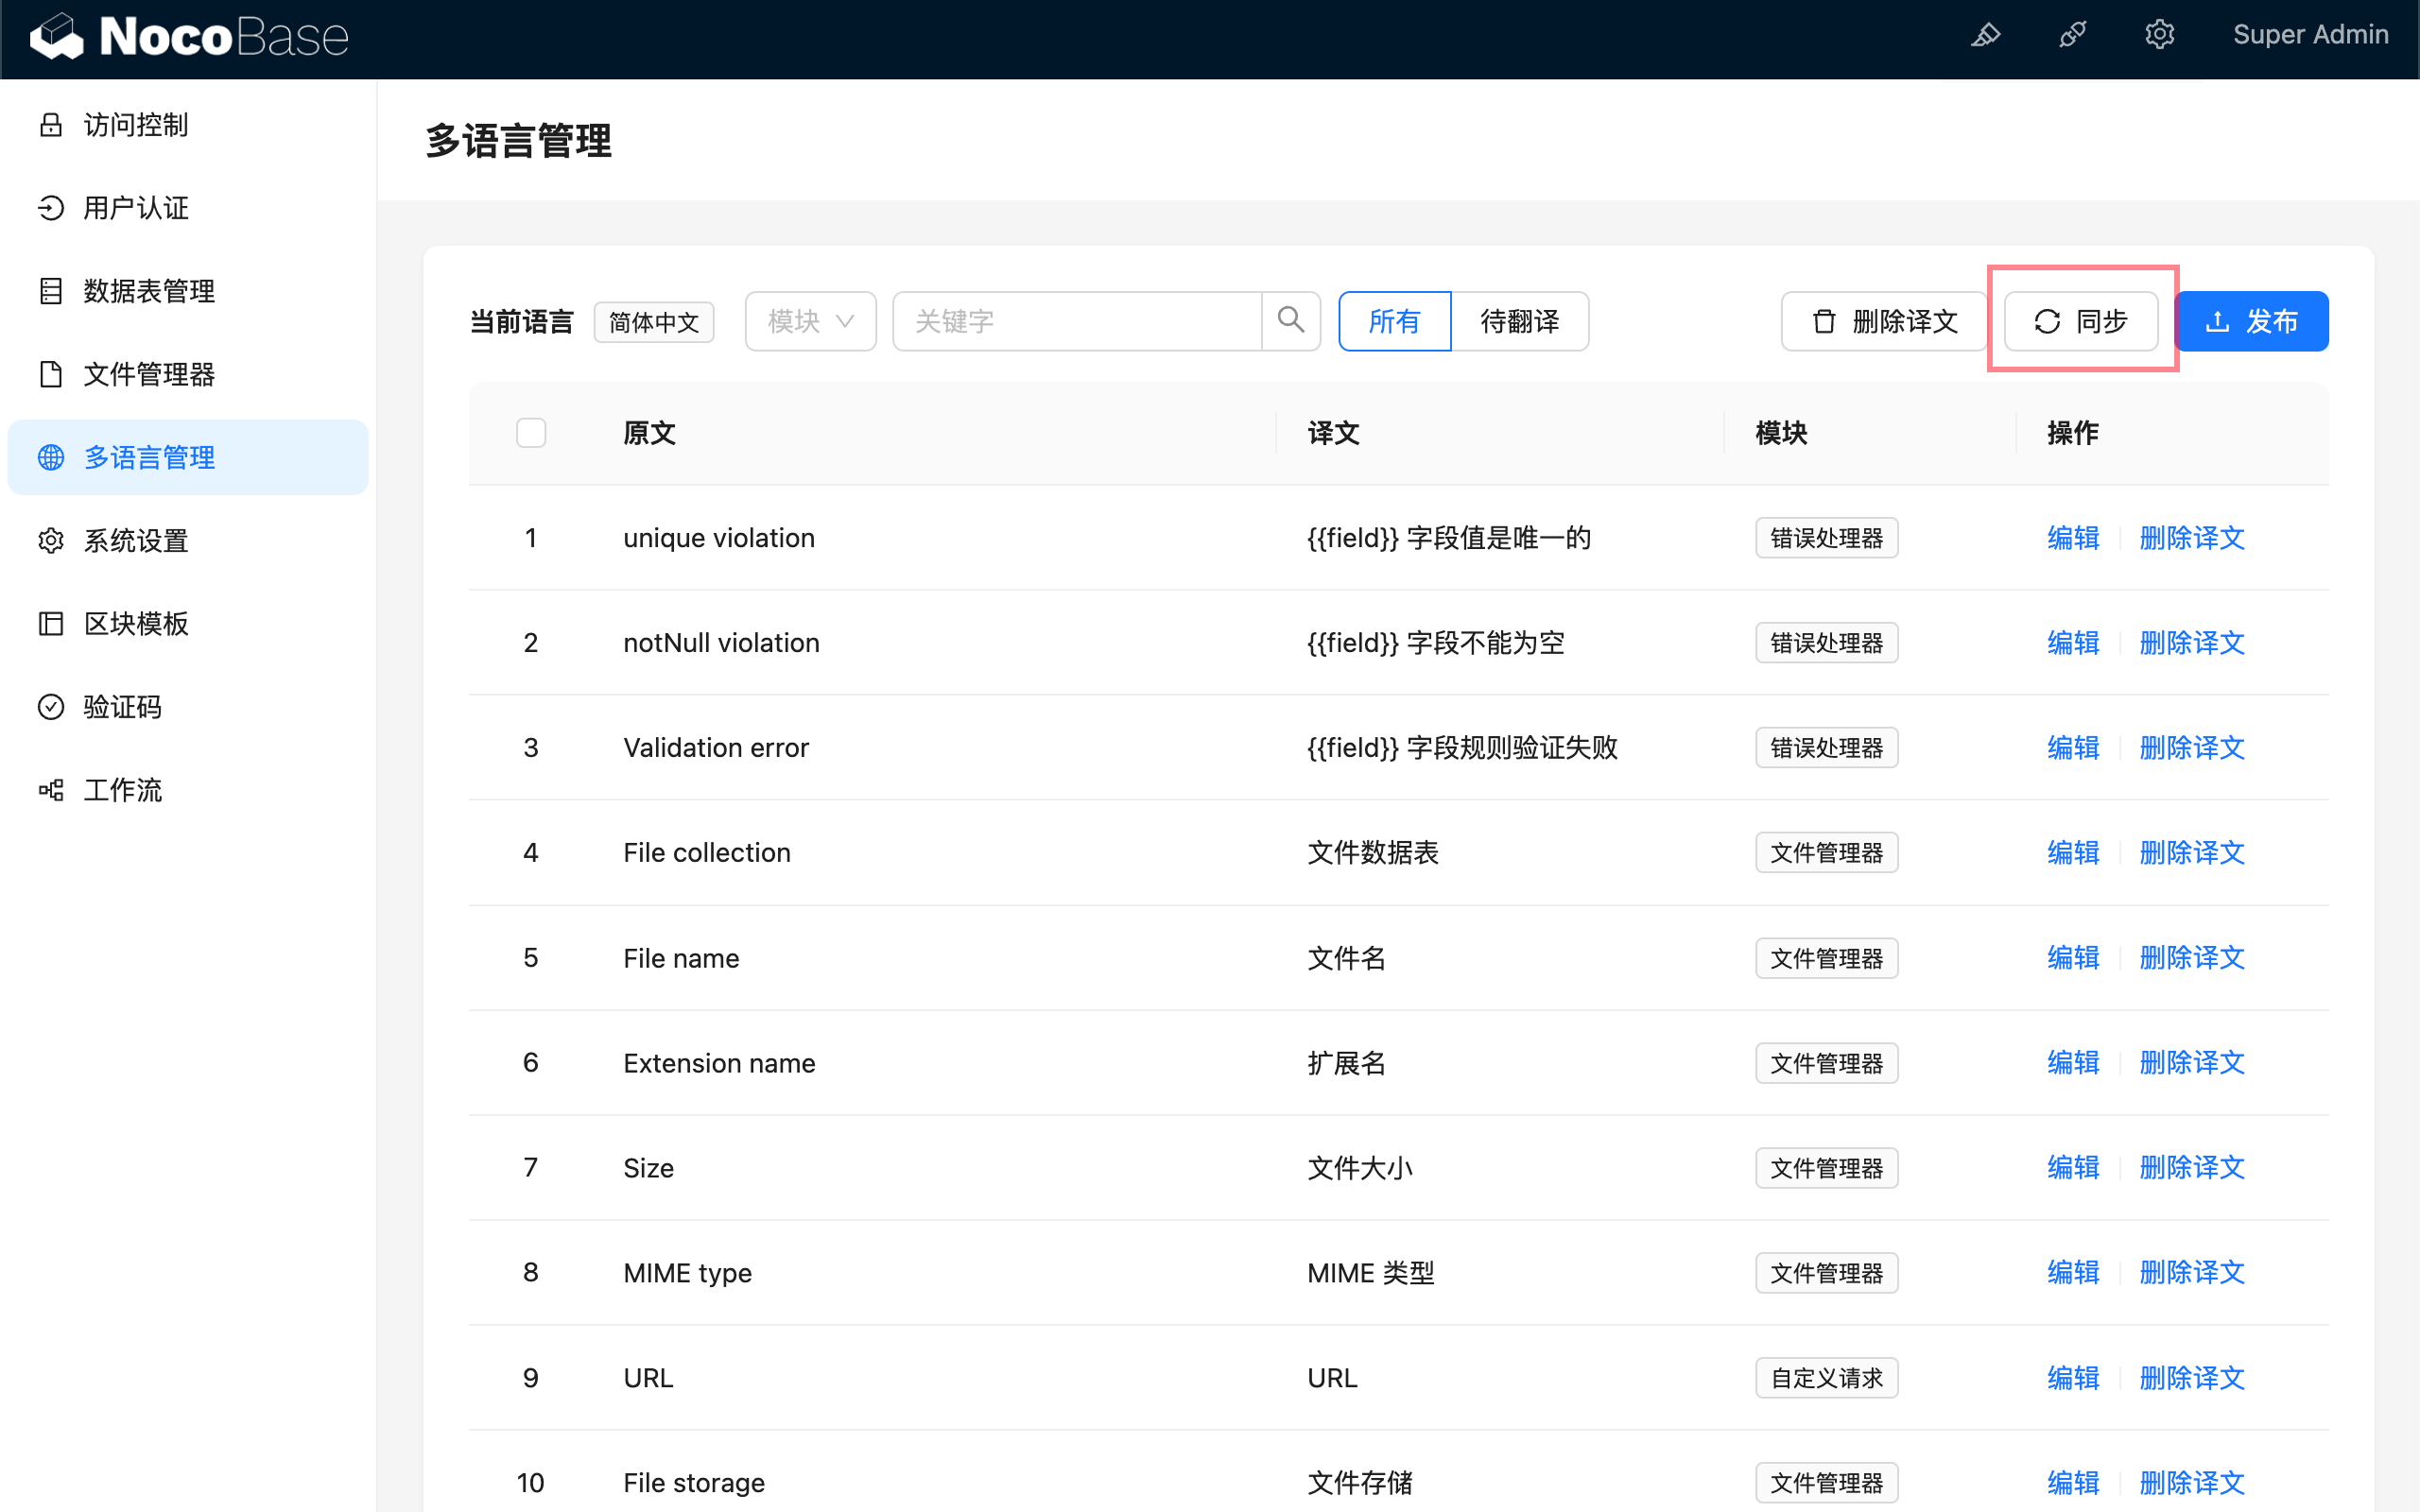 NocoBase
Super Admin
访问控制
用户认证
数据表管理
文件管理器
多语言管理
系统设置
区块模板
验证码
工作流
多语言管理
当前语言 简体中文 模块 关键字 所有 待翻译 删除译文 同步 发布
原文 译文 模块 操作
1 unique violation {{field}} 字段值是唯一的 错误处理器 编辑 删除译文
2 notNull violation {{field}} 字段不能为空 错误处理器 编辑 删除译文
3 Validation error {{field}} 字段规则验证失败 错误处理器 编辑 删除译文
4 File collection 文件数据表 文件管理器 编辑 删除译文
5 File name 文件名 文件管理器 编辑 删除译文
6 Extension name 扩展名 文件管理器 编辑 删除译文
7 Size 文件大小 文件管理器 编辑 删除译文
8 MIME type MIME 类型 文件管理器 编辑 删除译文
9 URL URL 自定义请求 编辑 删除译文
10 File storage 文件存储 文件管理器 编辑 删除译文